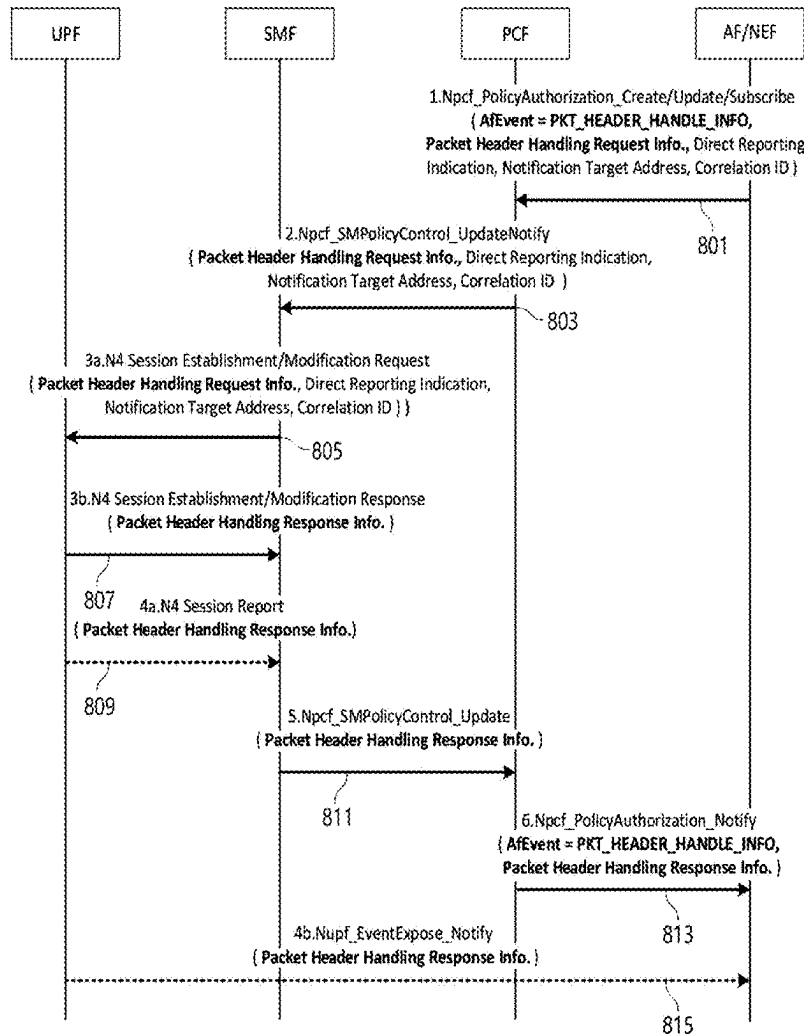 UPF
SMF
PCF
AF/NEF
1.Npcf_PolicyAuthorization_Create/Update/Subscribe
( AfEvent = PKT_HEADER_HANDLE_INFO,
Packet Header Handling Request Info., Direct Reporting
Indication, Notification Target Address, Correlation ID )
801
2.Npcf_SMPolicyControl_UpdateNotify
( Packet Header Handling Request Info., Direct Reporting Indication,
Notification Target Address, Correlation ID )
803
3a.N4 Session Establishment/Modification Request
( Packet Header Handling Request Info., Direct Reporting Indication,
Notification Target Address, Correlation ID ) )
805
3b.N4 Session Establishment/Modification Response
( Packet Header Handling Response Info. )
807
4a.N4 Session Report
( Packet Header Handling Response Info.)
809
5.Npcf_SMPolicyControl_Update
( Packet Header Handling Response Info. )
811
6.Npcf_PolicyAuthorization_Notify
( AfEvent = PKT_HEADER_HANDLE_INFO,
Packet Header Handling Response Info. )
813
4b.Nupf_EventExpose_Notify
( Packet Header Handling Response Info. )
815